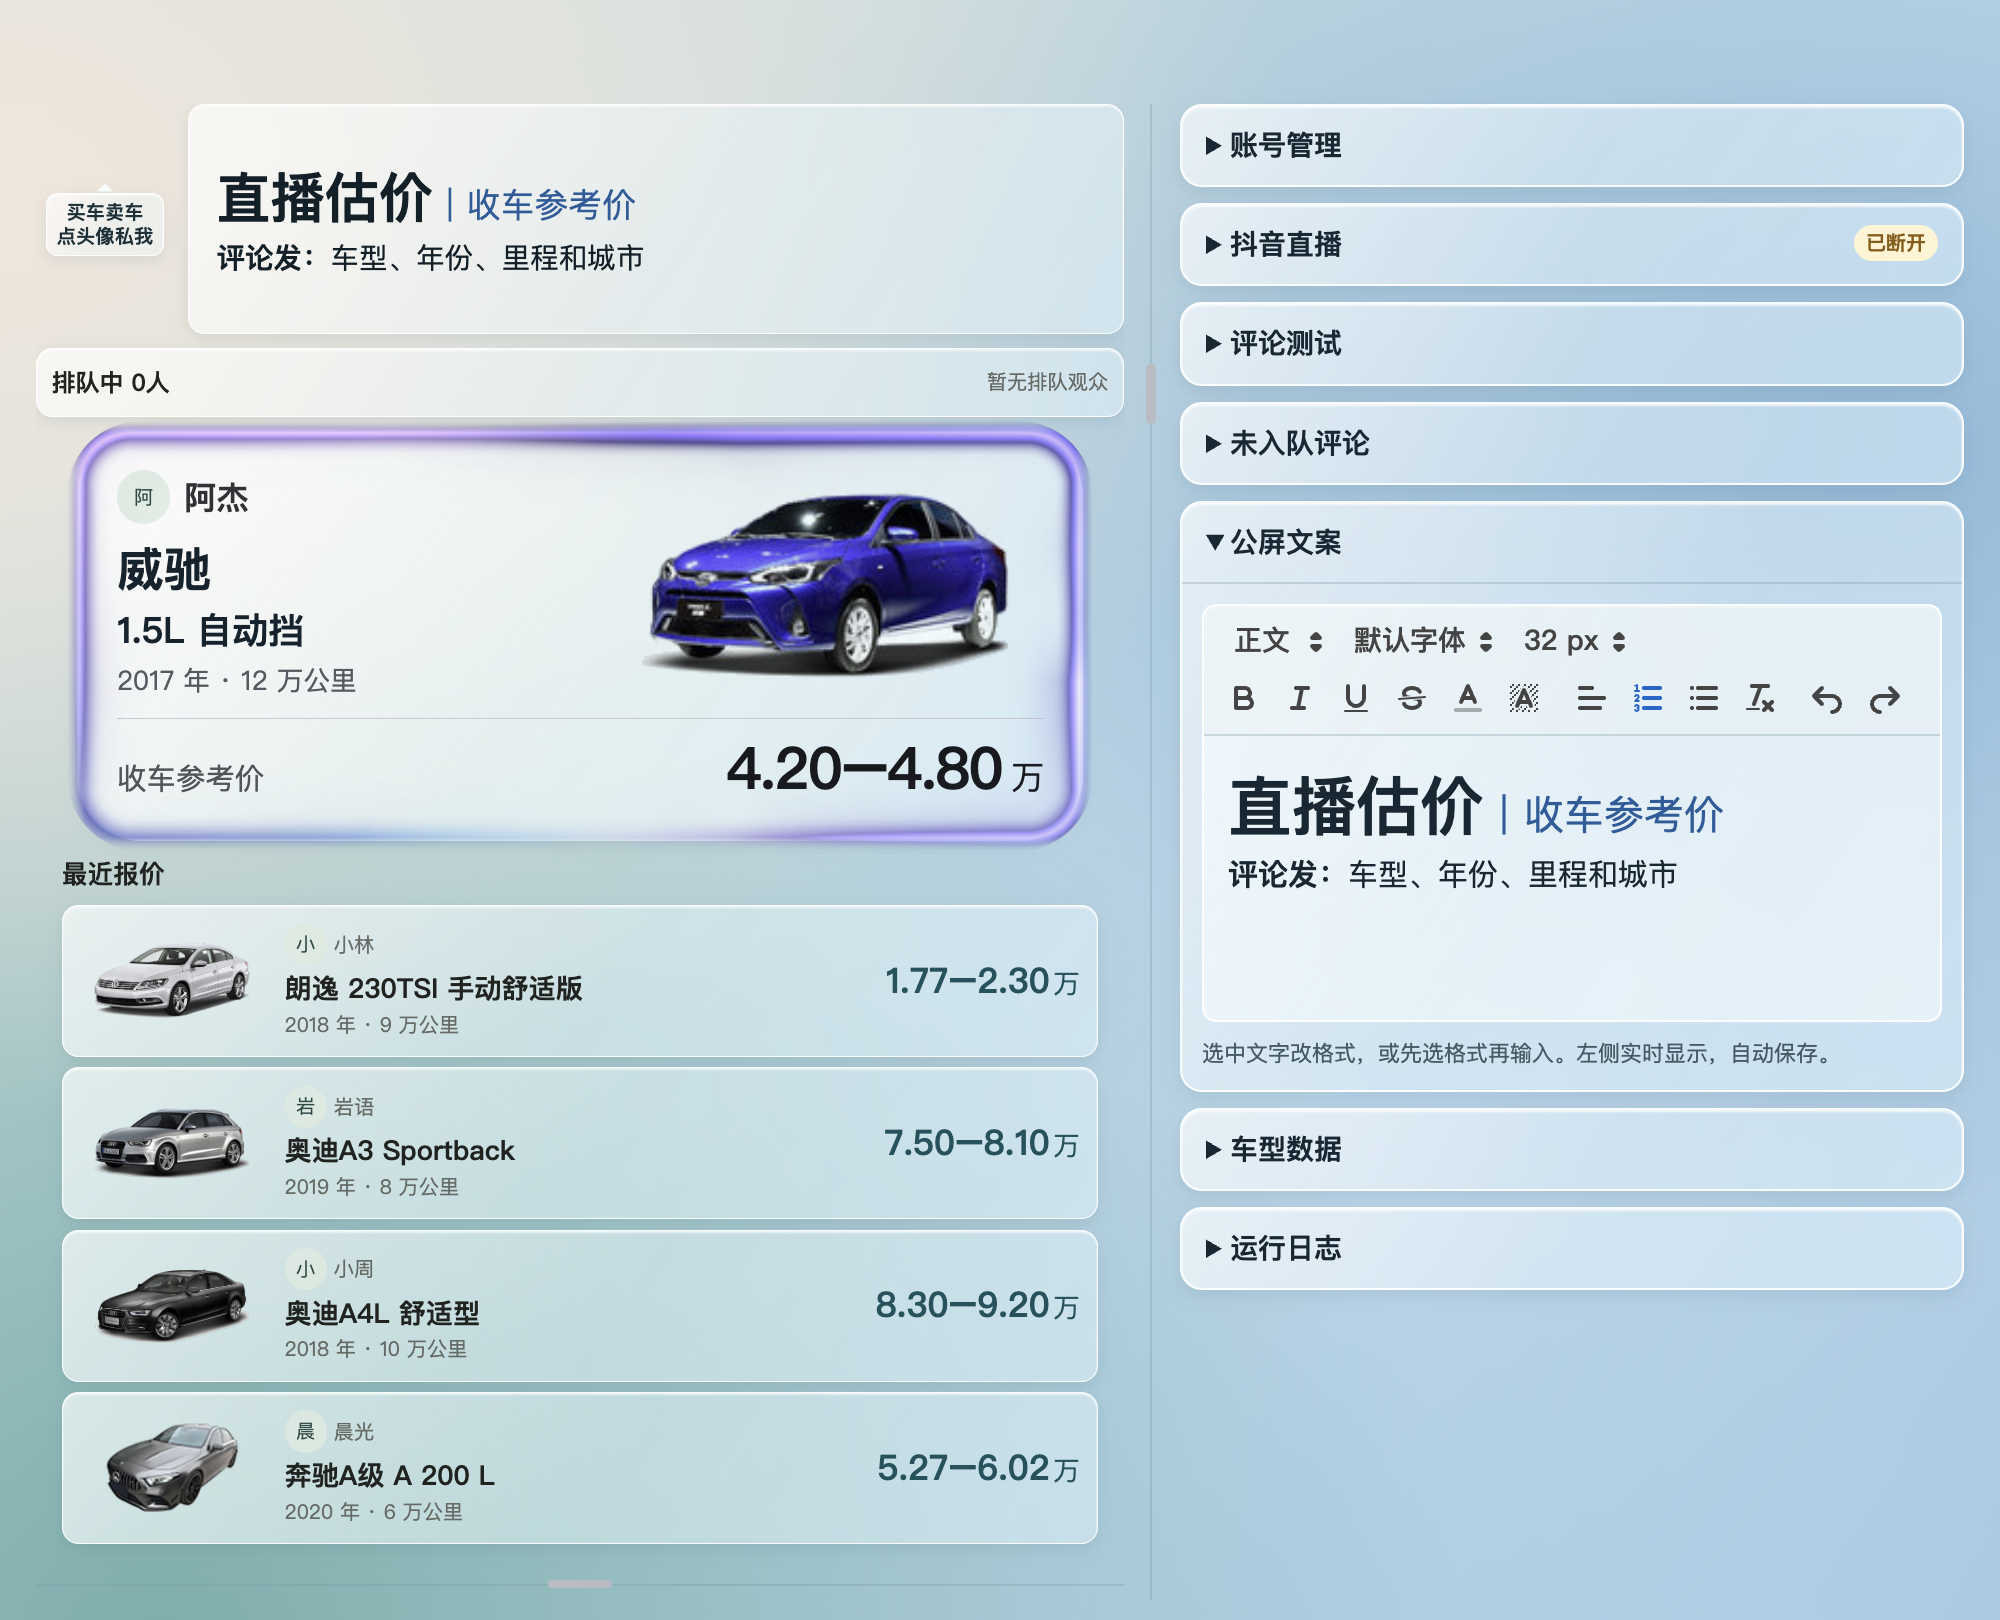 买车卖车
点头像私我
直播估价 | 收车参考价
评论发：车型、年份、里程和城市
排队中 0人
暂无排队观众
阿 阿杰
威驰
1.5L 自动挡
2017 年 · 12 万公里
收车参考价
4.20—4.80 万
最近报价
小 小林
朗逸 230TSI 手动舒适版
2018 年 · 9 万公里
1.77—2.30 万
岩 岩语
奥迪A3 Sportback
2019 年 · 8 万公里
7.50—8.10 万
小 小周
奥迪A4L 舒适型
2018 年 · 10 万公里
8.30—9.20 万
晨 晨光
奔驰A级 A 200 L
2020 年 · 6 万公里
5.27—6.02 万
账号管理
抖音直播
已断开
评论测试
未入队评论
公屏文案
正文 默认字体 32 px
直播估价 | 收车参考价
评论发：车型、年份、里程和城市
选中文字改格式，或先选格式再输入。左侧实时显示，自动保存。
车型数据
运行日志